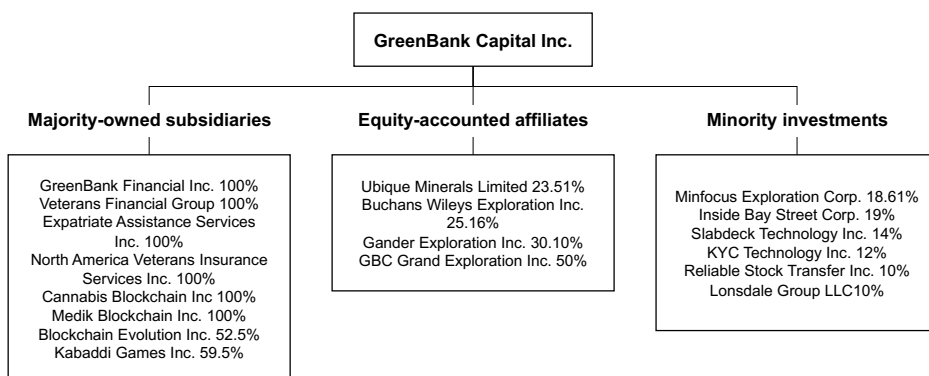 GreenBank Capital Inc.
Majority-owned subsidiaries
GreenBank Financial Inc. 100%
Veterans Financial Group 100%
Expatriate Assistance Services
Inc. 100%
North America Veterans Insurance
Services Inc. 100%
Cannabis Blockchain Inc 100%
Medik Blockchain Inc. 100%
Blockchain Evolution Inc. 52.5%
Kabaddi Games Inc. 59.5%
Equity-accounted affiliates
Ubique Minerals Limited 23.51%
Buchans Wileys Exploration Inc.
25.16%
Gander Exploration Inc. 30.10%
GBC Grand Exploration Inc. 50%
Minority investments
Minfocus Exploration Corp. 18.61%
Inside Bay Street Corp. 19%
Slabdeck Technology Inc. 14%
KYC Technology Inc. 12%
Reliable Stock Transfer Inc. 10%
Lonsdale Group LLC10%